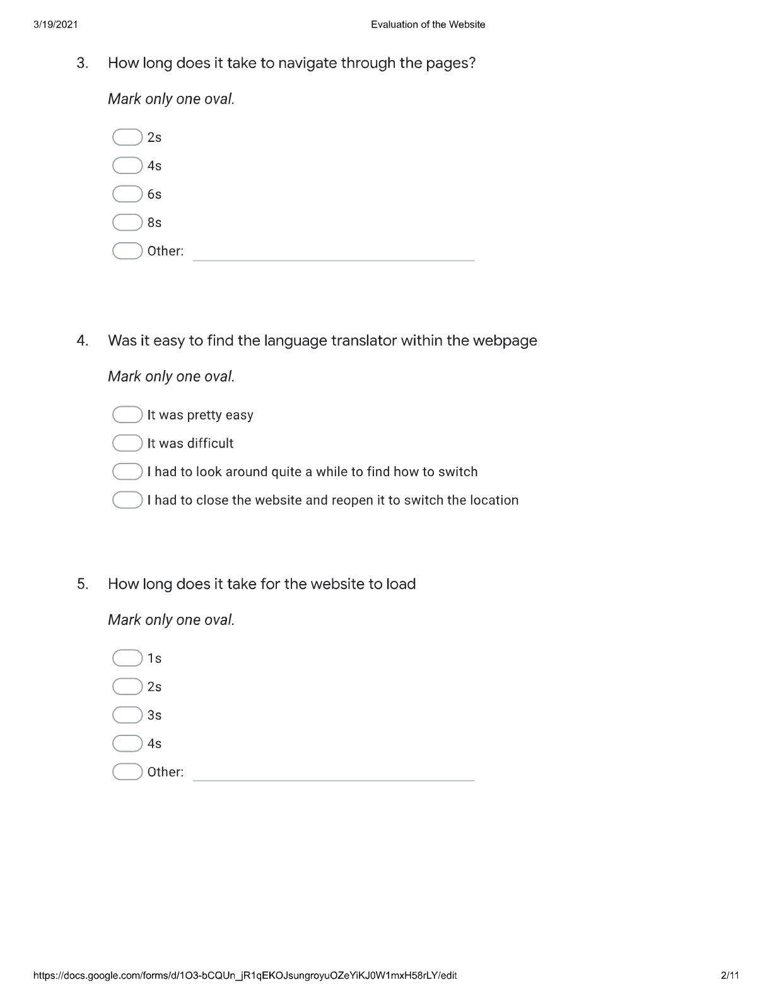 3/19/2021 Evaluation of the Website
3. How long does it take to navigate through the pages?
Mark only one oval.
2s
4s
6s
8s
Other:
4. Was it easy to find the language translator within the webpage
Mark only one oval.
It was pretty easy
It was difficult
I had to look around quite a while to find how to switch
I had to close the website and reopen it to switch the location
5. How long does it take for the website to load
Mark only one oval.
1s
2s
3s
4s
Other:
https://docs.google.com/forms/d/1O3-bCQUn_jR1qEKOJsungroyuOZeYiKJ0W1mxH58rLY/edit 2/11